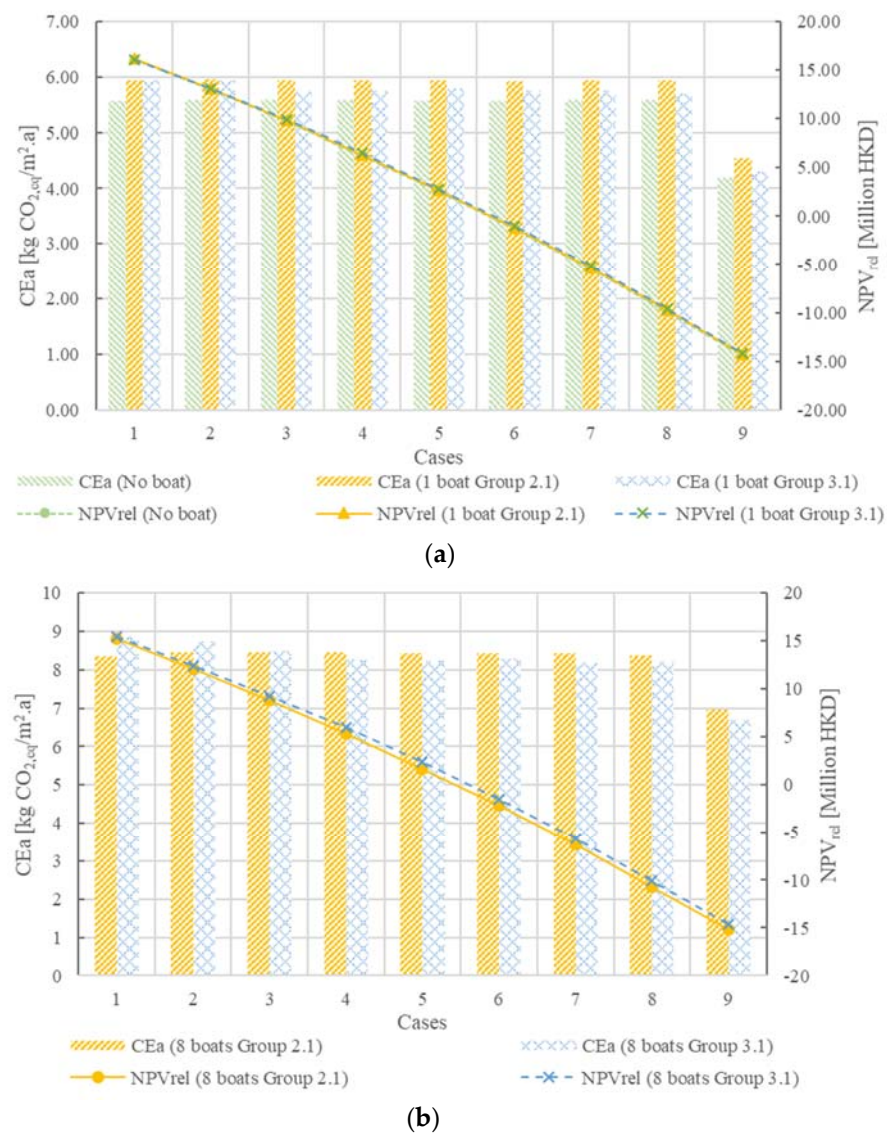 7.00
6.00
5.00
4.00
3.00
2.00
1.00
0.00
CEa [kg CO2,eq/m².a]
20.00
15.00
10.00
5.00
0.00
-5.00
-10.00
-15.00
-20.00
NPVrel [Million HKD]
1 2 3 4 5 6 7 8 9
Cases
CEa (No boat) CEa (1 boat Group 2.1) CEa (1 boat Group 3.1)
NPVrel (No boat) NPVrel (1 boat Group 2.1) NPVrel (1 boat Group 3.1)
(a)
10
9
8
7
6
5
4
3
2
1
0
CEa [kg CO2,eq/m².a]
20
15
10
5
0
-5
-10
-15
-20
NPVrel [Million HKD]
1 2 3 4 5 6 7 8 9
Cases
CEa (8 boats Group 2.1) CEa (8 boats Group 3.1)
NPVrel (8 boats Group 2.1) NPVrel (8 boats Group 3.1)
(b)